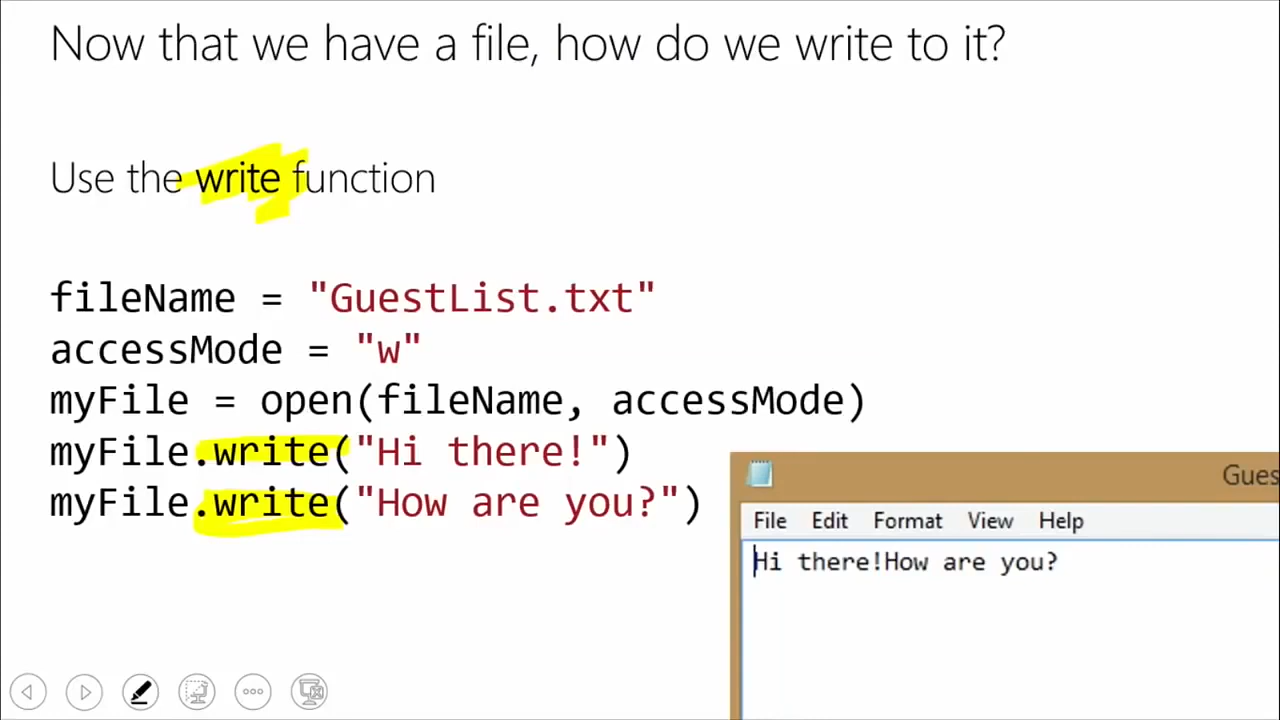 Now that we have a file, how do we write to it?
Use the write function
fileName = "GuestList.txt"
accessMode = "w"
myFile = open(fileName, accessMode)
myFile.write("Hi there!")
myFile.write("How are you?")
Gues
File Edit Format View Help
Hi there!How are you?